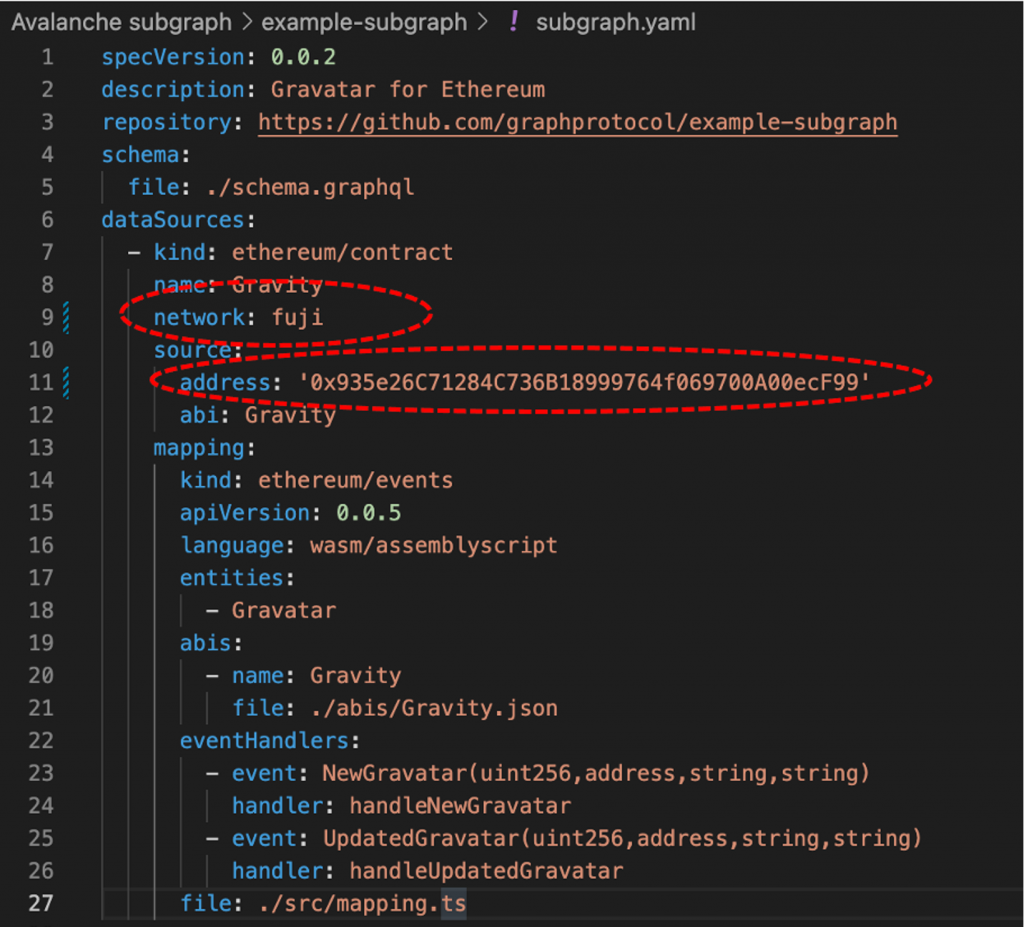 Avalanche subgraph > example-subgraph > ! subgraph.yaml
1 specVersion: 0.0.2
2 description: Gravatar for Ethereum
3 repository: https://github.com/graphprotocol/example-subgraph
4 schema:
5   file: ./schema.graphql
6 dataSources:
7   - kind: ethereum/contract
8     name: Gravity
9     network: fuji
10     source:
11       address: '0x935e26C71284C736B18999764f069700A00ecF99'
12       abi: Gravity
13     mapping:
14       kind: ethereum/events
15       apiVersion: 0.0.5
16       language: wasm/assemblyscript
17       entities:
18         - Gravatar
19       abis:
20         - name: Gravity
21           file: ./abis/Gravity.json
22       eventHandlers:
23         - event: NewGravatar(uint256,address,string,string)
24           handler: handleNewGravatar
25         - event: UpdatedGravatar(uint256,address,string,string)
26           handler: handleUpdatedGravatar
27       file: ./src/mapping.ts